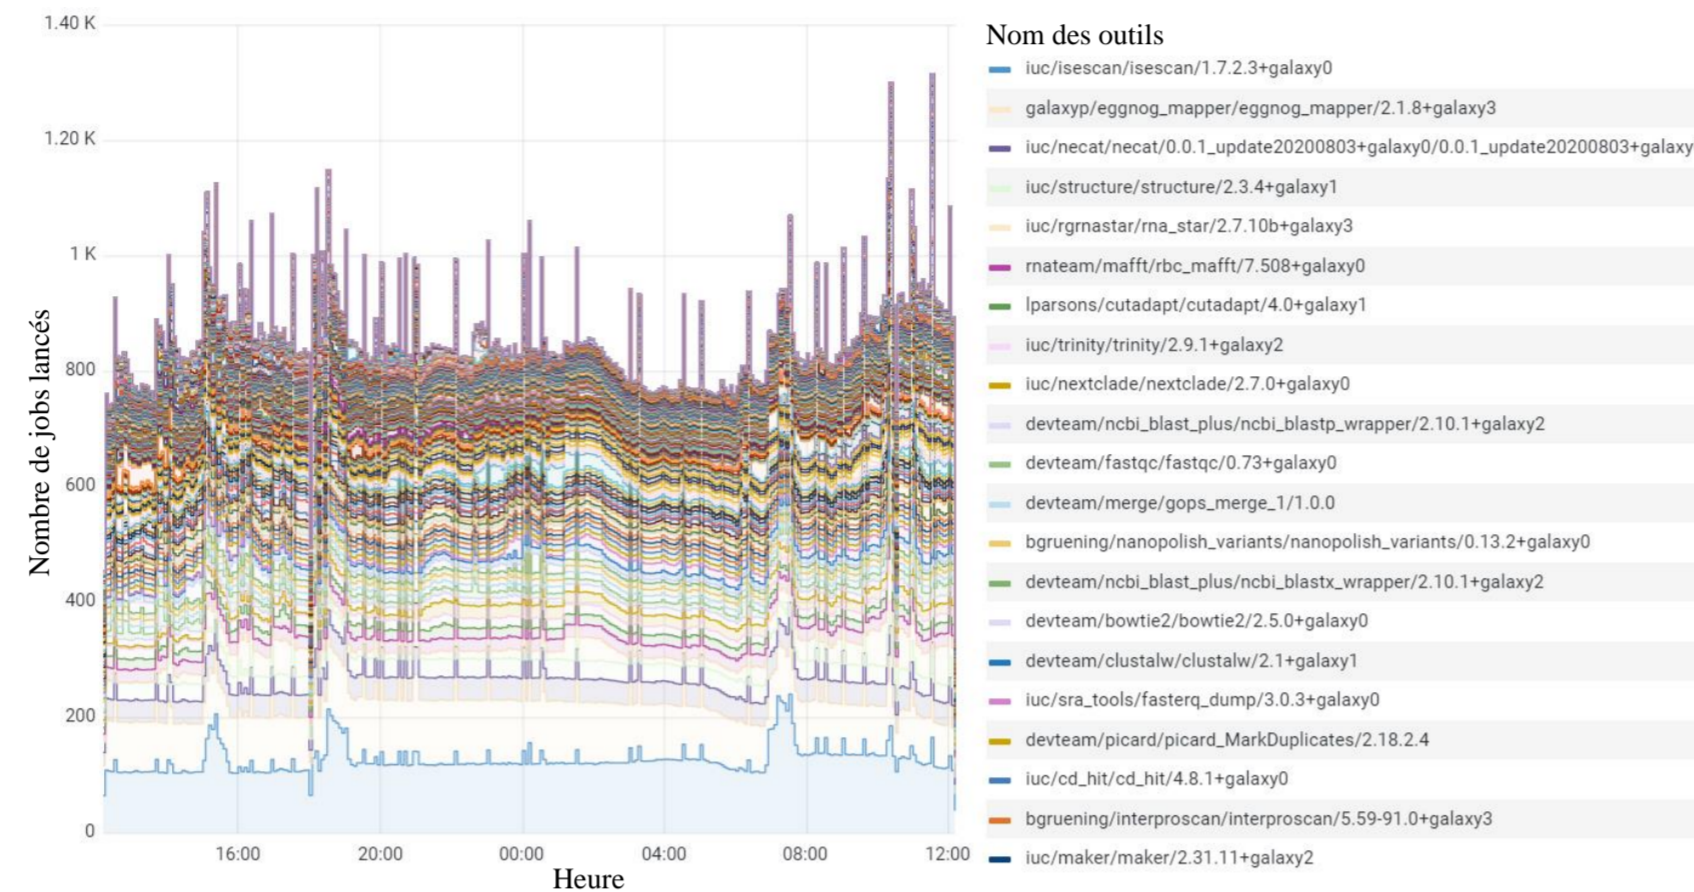 1.40 K
1.20 K
1 K
800
600
400
200
0
Nombre de jobs lancés
16:00 20:00 00:00 04:00 08:00 12:00
Heure
Nom des outils
iuc/isescan/isescan/1.7.2.3+galaxy0
galaxyp/eggnog_mapper/eggnog_mapper/2.1.8+galaxy3
iuc/necat/necat/0.0.1_update20200803+galaxy0/0.0.1_update20200803+galaxy
iuc/structure/structure/2.3.4+galaxy1
iuc/rgrnastar/rna_star/2.7.10b+galaxy3
rnateam/mafft/rbc_mafft/7.508+galaxy0
lparsons/cutadapt/cutadapt/4.0+galaxy1
iuc/trinity/trinity/2.9.1+galaxy2
iuc/nextclade/nextclade/2.7.0+galaxy0
devteam/ncbi_blast_plus/ncbi_blastp_wrapper/2.10.1+galaxy2
devteam/fastqc/fastqc/0.73+galaxy0
devteam/merge/gops_merge_1/1.0.0
bgruening/nanopolish_variants/nanopolish_variants/0.13.2+galaxy0
devteam/ncbi_blast_plus/ncbi_blastx_wrapper/2.10.1+galaxy2
devteam/bowtie2/bowtie2/2.5.0+galaxy0
devteam/clustalw/clustalw/2.1+galaxy1
iuc/sra_tools/fasterq_dump/3.0.3+galaxy0
devteam/picard/picard_MarkDuplicates/2.18.2.4
iuc/cd_hit/cd_hit/4.8.1+galaxy0
bgruening/interproscan/interproscan/5.59-91.0+galaxy3
iuc/maker/maker/2.31.11+galaxy2